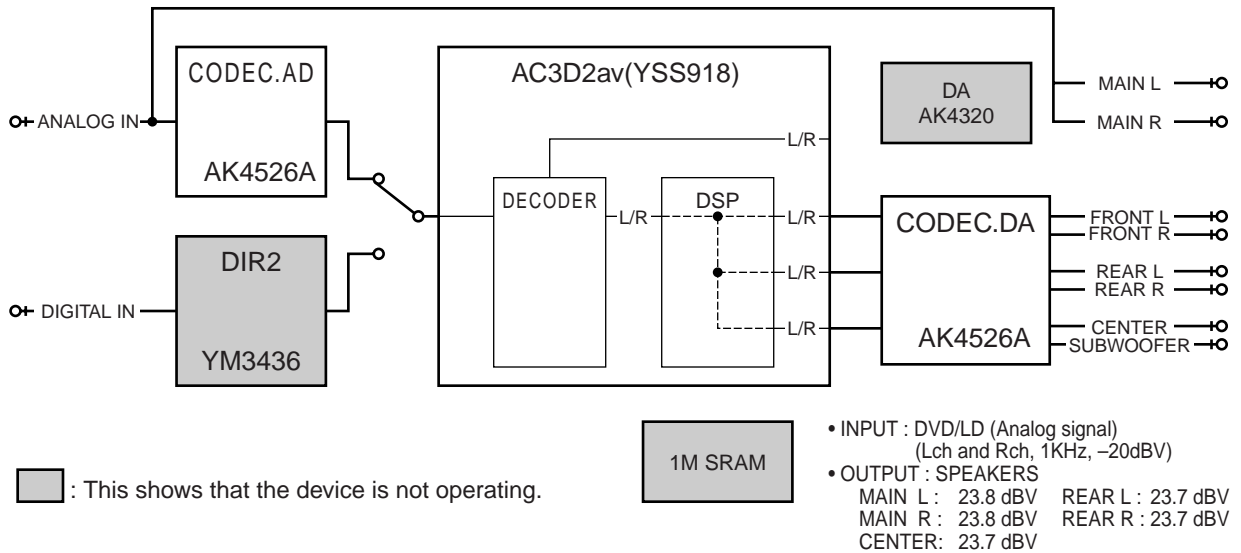 CODEC.AD
AK4526A
ANALOG IN
DIR2
YM3436
DIGITAL IN
AC3D2av(YSS918)
DECODER
L/R
L/R
DSP
L/R
L/R
L/R
DA
AK4320
MAIN L
MAIN R
CODEC.DA
AK4526A
FRONT L
FRONT R
REAR L
REAR R
CENTER
SUBWOOFER
1M SRAM
: This shows that the device is not operating.
• INPUT : DVD/LD (Analog signal)
(Lch and Rch, 1KHz, –20dBV)
• OUTPUT : SPEAKERS
MAIN L : 23.8 dBV REAR L : 23.7 dBV
MAIN R : 23.8 dBV REAR R : 23.7 dBV
CENTER: 23.7 dBV